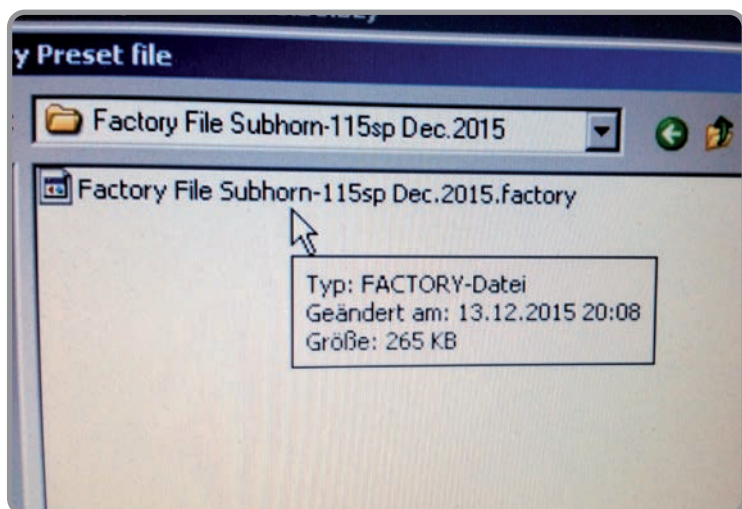 y Preset file
Factory File Subhorn-115sp Dec.2015
Factory File Subhorn-115sp Dec.2015.factory
Typ: FACTORY-Datei
Geändert am: 13.12.2015 20:08
Größe: 265 KB